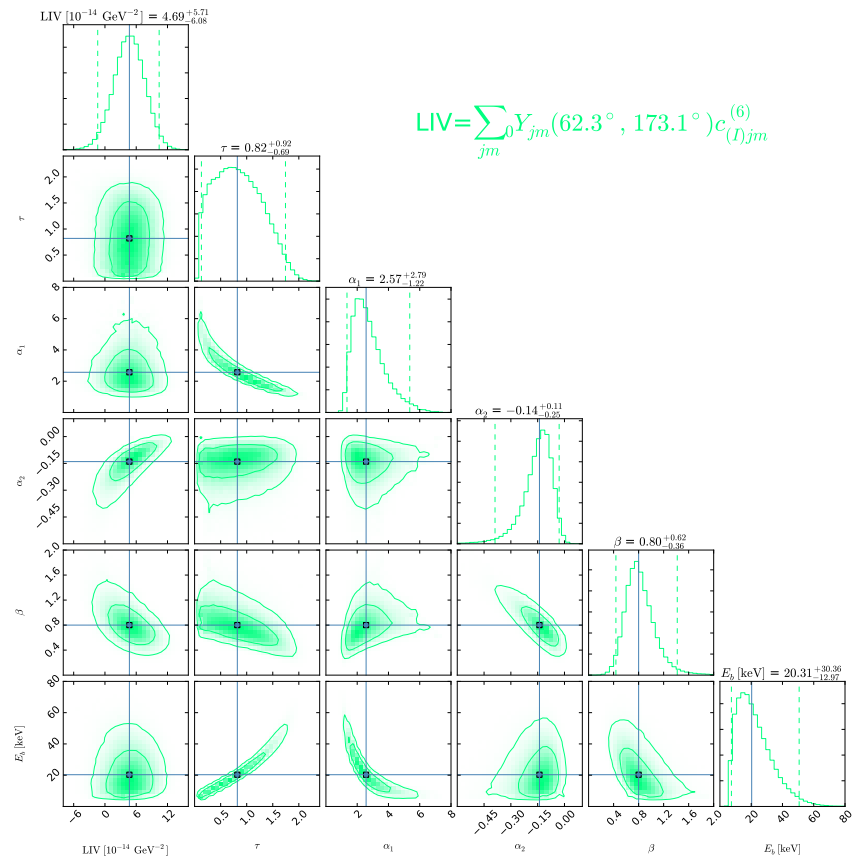 LIV [10⁻¹⁴ GeV⁻²] = 4.69^{+5.71}_{-6.08}
LIV=∑_{jm} ₀Y_{jm}(62.3°, 173.1°)c^{(6)}_{(I)jm}
τ = 0.82^{+0.92}_{-0.69}
τ
2.0
1.5
1.0
0.5
α₁ = 2.57^{+2.79}_{-1.22}
α₁
8
6
4
2
α₂ = −0.14^{+0.11}_{-0.25}
α₂
0.00
−0.15
−0.30
−0.45
β = 0.80^{+0.62}_{-0.36}
β
2.0
1.6
1.2
0.8
0.4
E_b [keV] = 20.31^{+30.36}_{-12.97}
E_b [keV]
80
60
40
20
−6 0 6 12
0.5 1.0 1.5 2.0
2 4 6 8
−0.45 −0.30 −0.15 0.00
0.4 0.8 1.2 1.6 2.0
20 40 60 80
LIV [10⁻¹⁴ GeV⁻²] τ α₁ α₂ β E_b [keV]